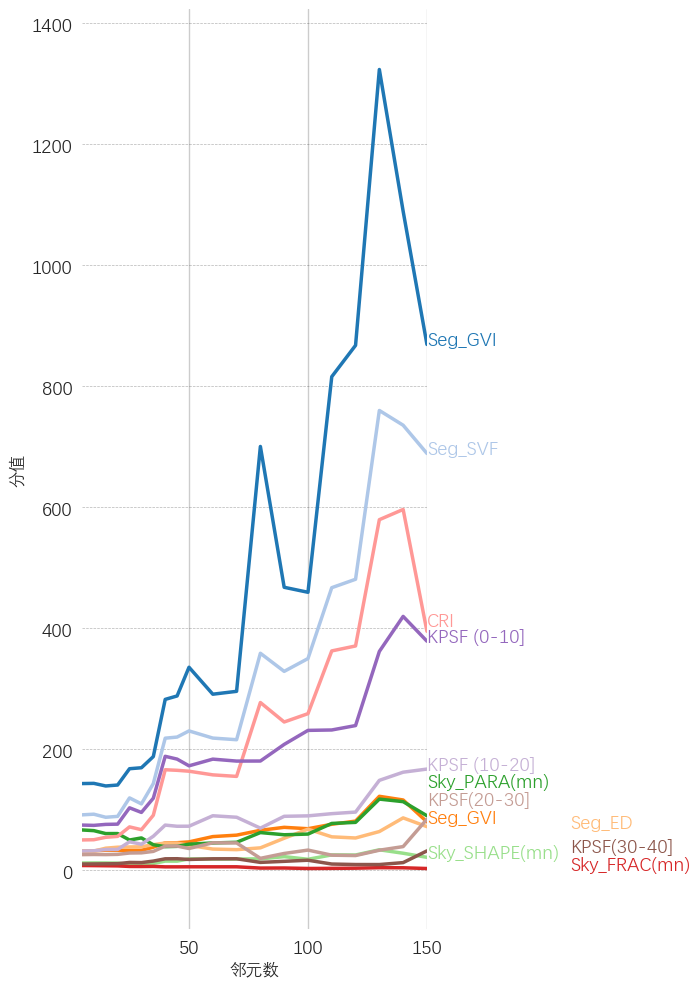 1400
1200
1000
800
600
400
200
0
分值
50
100
150
邻元数
Seg_GVI
Seg_SVF
CRI
KPSF (0-10]
KPSF (10-20]
Sky_PARA(mn)
KPSF(20-30]
Seg_GVI
Seg_ED
KPSF(30-40]
Sky_SHAPE(mn)
Sky_FRAC(mn)